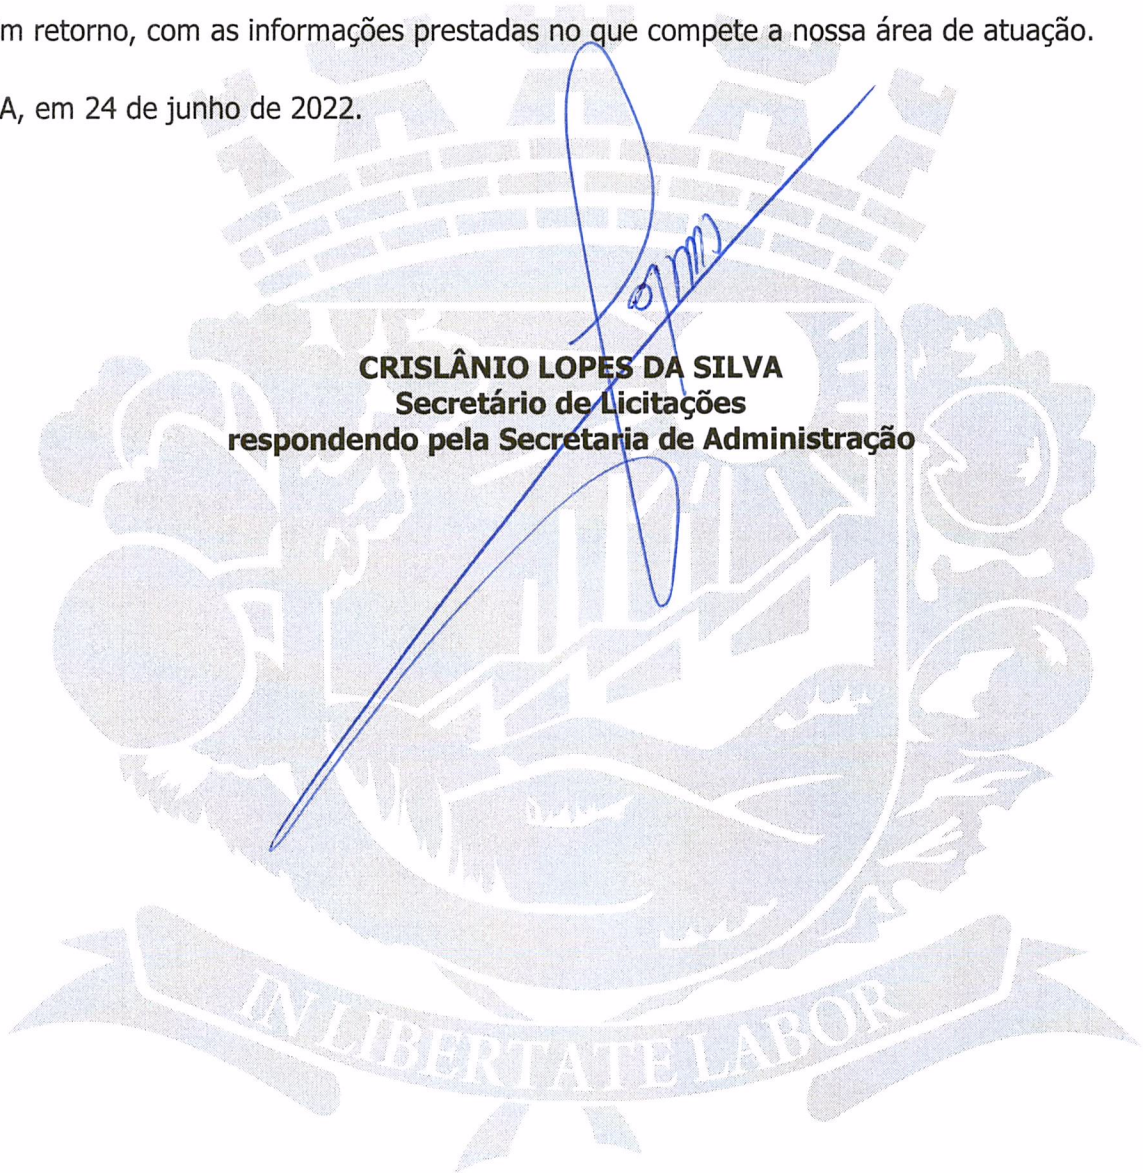 m retorno, com as informações prestadas no que compete a nossa área de atuação.
A, em 24 de junho de 2022.
CRISLÂNIO LOPES DA SILVA
Secretário de Licitações
respondendo pela Secretaria de Administração
IN LIBERTATE LABOR